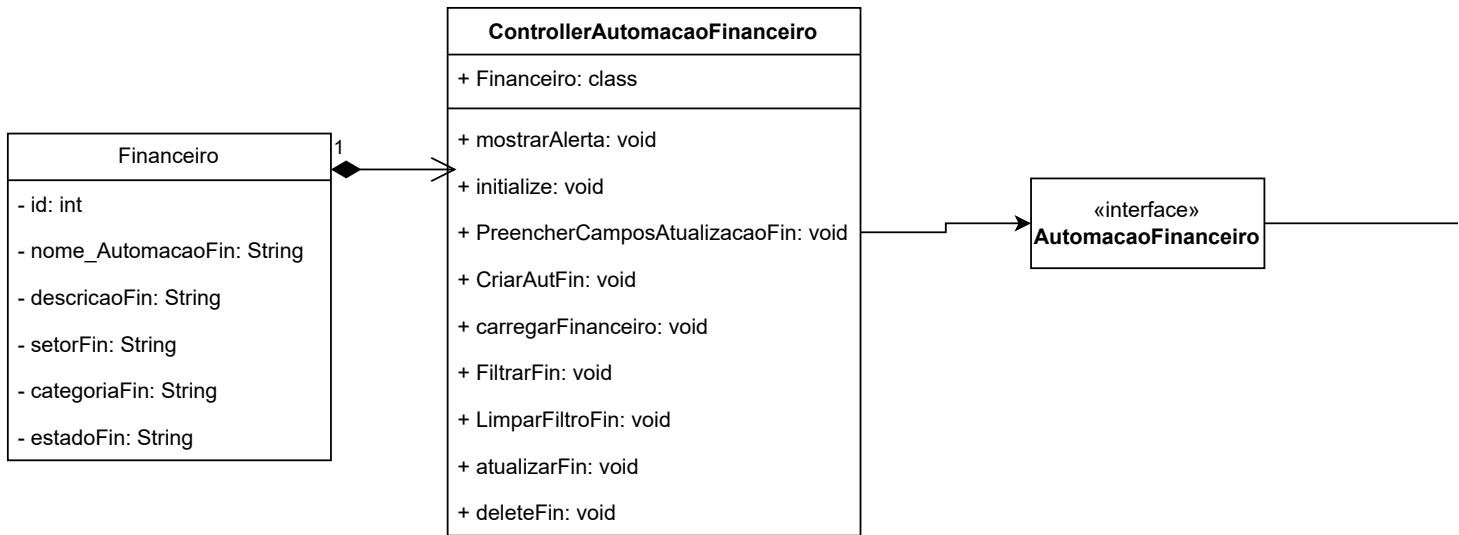 Financeiro
- id: int
- nome_AutomacaoFin: String
- descricaoFin: String
- setorFin: String
- categoriaFin: String
- estadoFin: String
1
ControllerAutomacaoFinanceiro
+ Financeiro: class
+ mostrarAlerta: void
+ initialize: void
+ PreencherCamposAtualizacaoFin: void
+ CriarAutFin: void
+ carregarFinanceiro: void
+ FiltrarFin: void
+ LimparFiltroFin: void
+ atualizarFin: void
+ deleteFin: void
«interface»
AutomacaoFinanceiro